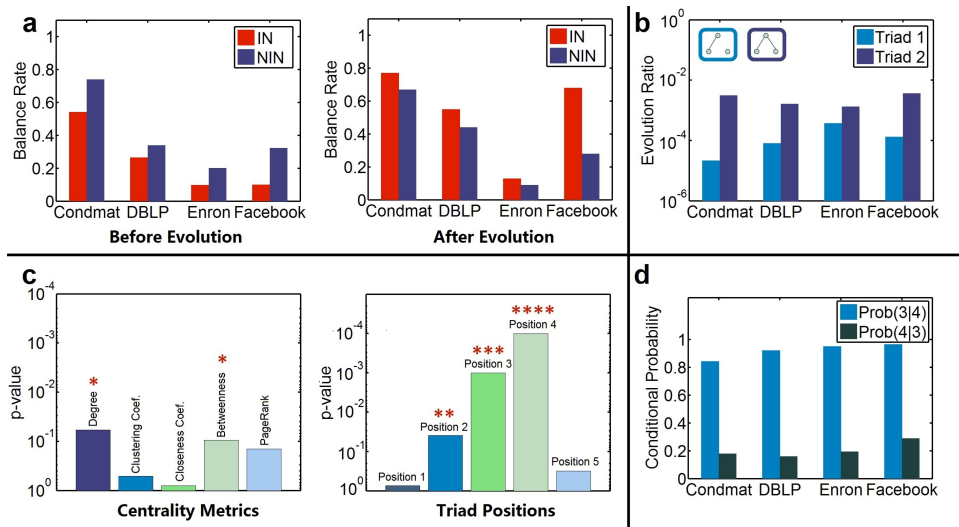 a
IN
NIN
Balance Rate
1
0.8
0.6
0.4
0.2
0
Condmat DBLP Enron Facebook
Before Evolution
IN
NIN
Balance Rate
1
0.8
0.6
0.4
0.2
0
Condmat DBLP Enron Facebook
After Evolution
b
Triad 1
Triad 2
Evolution Ratio
10^0
10^-2
10^-4
10^-6
Condmat DBLP Enron Facebook
c
p-value
10^-4
10^-3
10^-2
10^-1
10^0
*
*
Degree
Clustering Coef.
Closeness Coef.
Betweenness
PageRank
Centrality Metrics
p-value
10^-4
10^-3
10^-2
10^-1
10^0
****
Position 4
***
Position 3
**
Position 2
Position 1
Position 5
Triad Positions
d
Prob(3|4)
Prob(4|3)
Conditional Probability
1
0.8
0.6
0.4
0.2
0
Condmat DBLP Enron Facebook